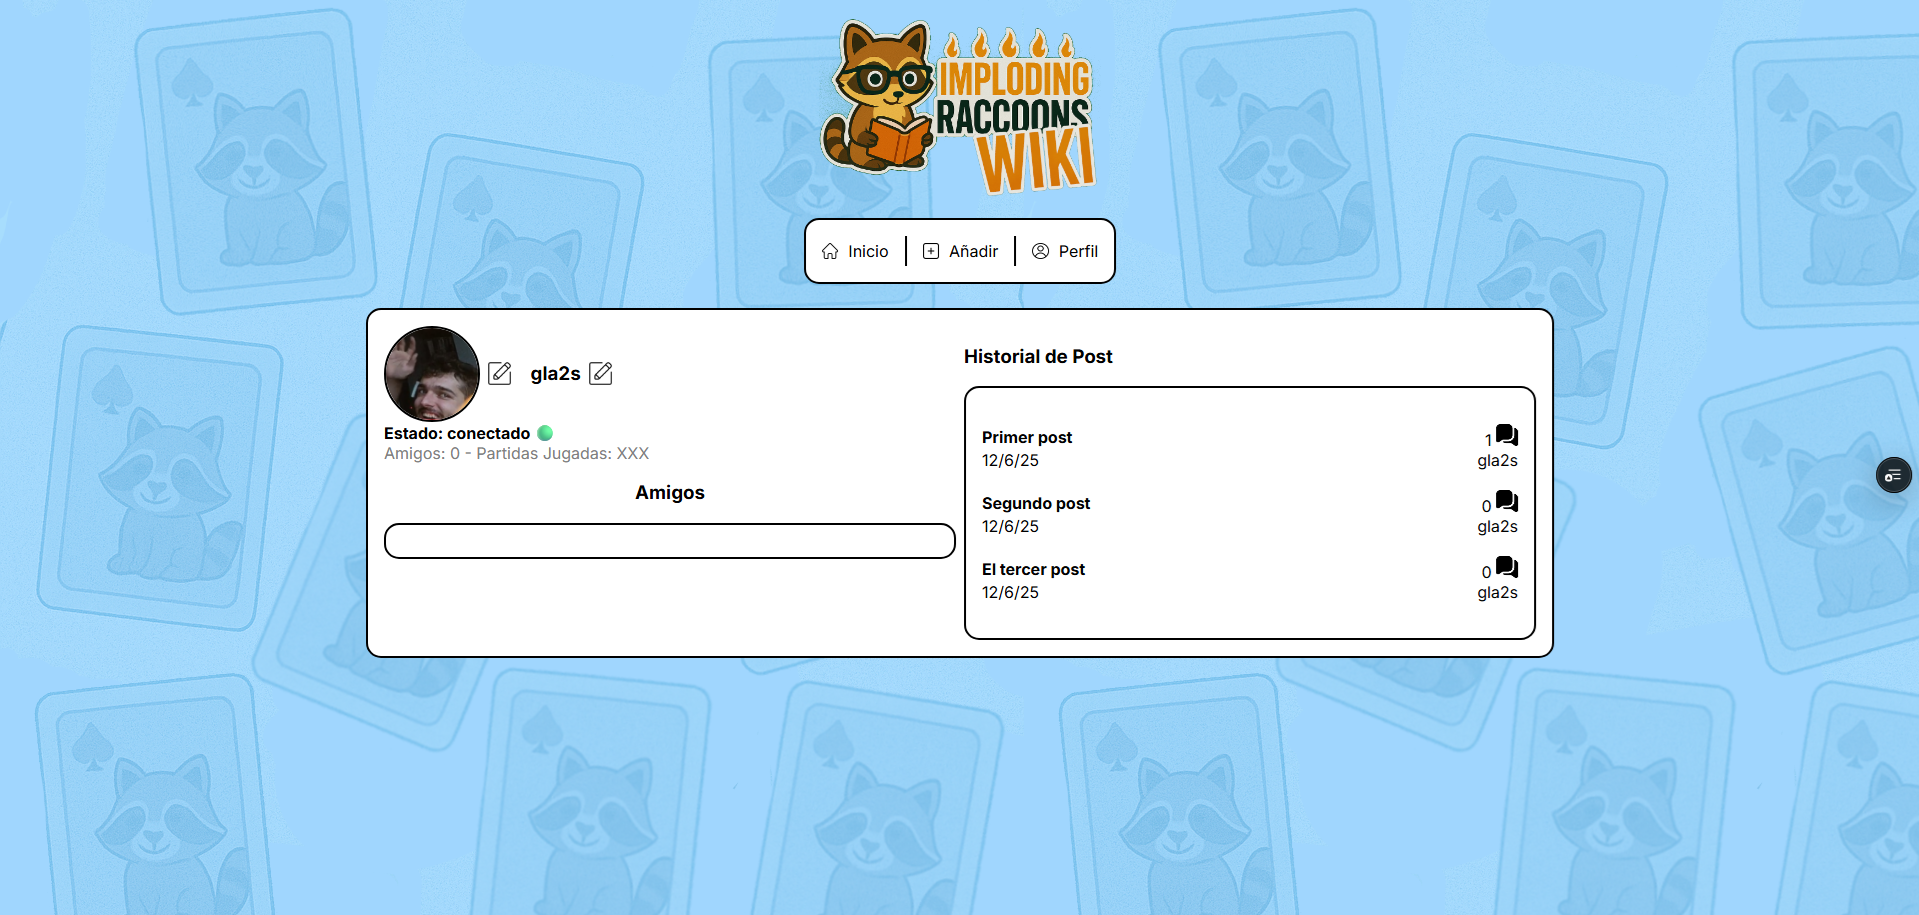 IMPLODING
RACCOONS
WIKI
Inicio
Añadir
Perfil
gla2s
Estado: conectado
Amigos: 0 - Partidas Jugadas: XXX
Amigos
Historial de Post
Primer post
1
12/6/25
gla2s
Segundo post
0
12/6/25
gla2s
El tercer post
0
12/6/25
gla2s